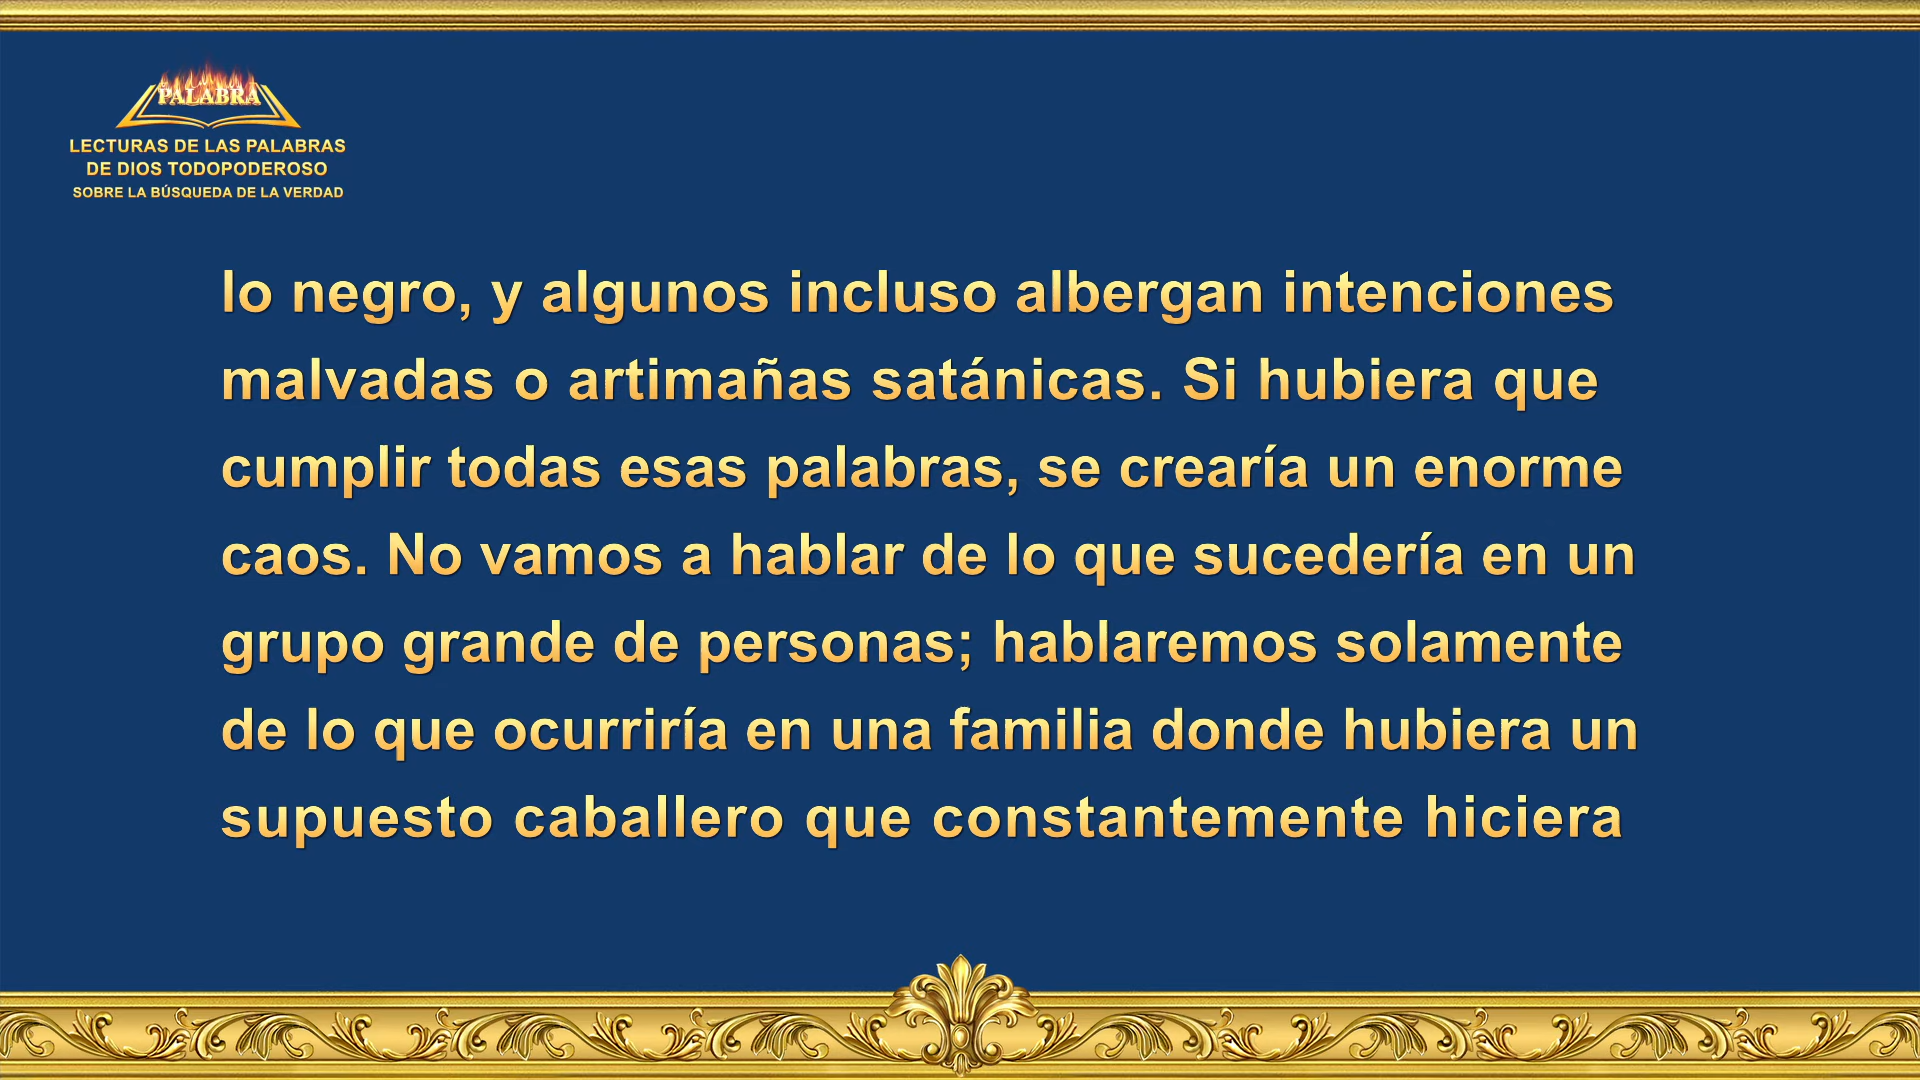 PALABRA
LECTURAS DE LAS PALABRAS
DE DIOS TODOPODEROSO
SOBRE LA BÚSQUEDA DE LA VERDAD
lo negro, y algunos incluso albergan intenciones
malvadas o artimañas satánicas. Si hubiera que
cumplir todas esas palabras, se crearía un enorme
caos. No vamos a hablar de lo que sucedería en un
grupo grande de personas; hablaremos solamente
de lo que ocurriría en una familia donde hubiera un
supuesto caballero que constantemente hiciera